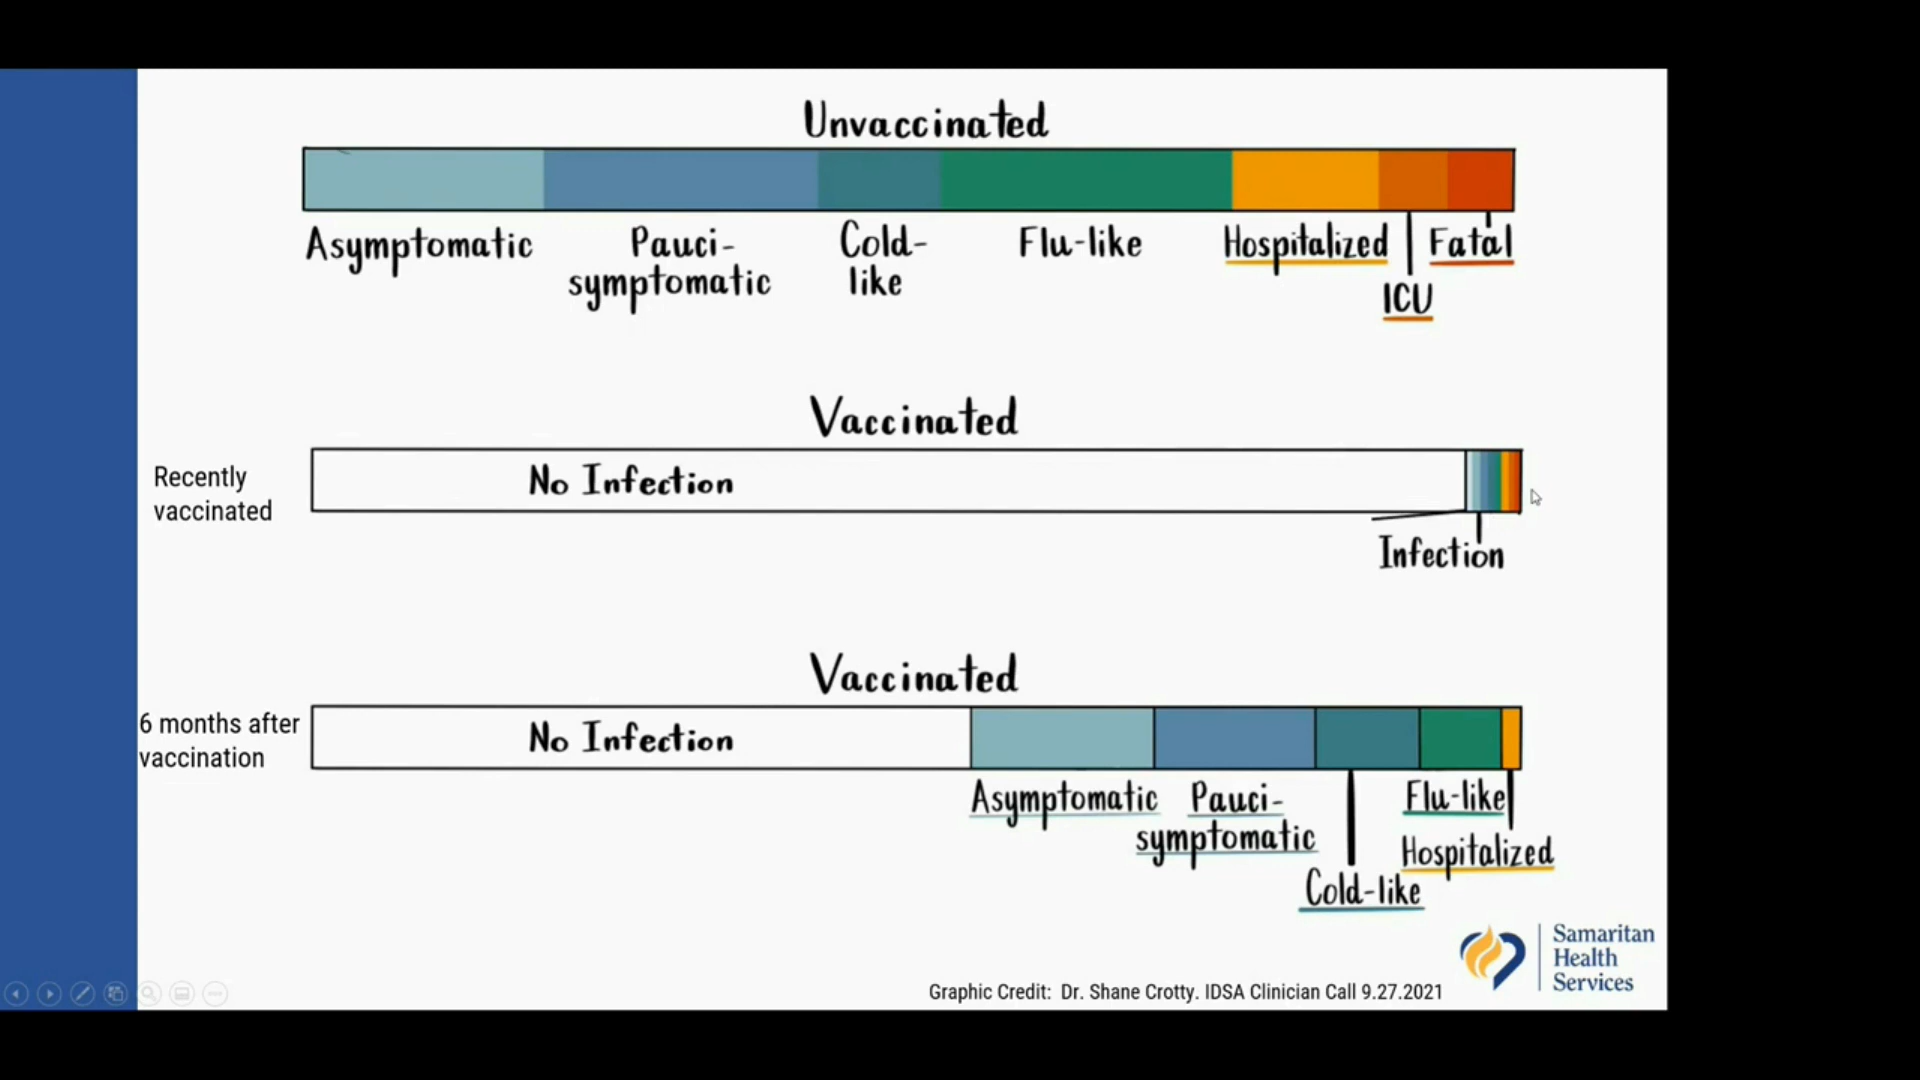 Unvaccinated
Asymptomatic
Pauci-
symptomatic
Cold-
like
Flu-like
Hospitalized
ICU
Fatal
Vaccinated
Recently
vaccinated
No Infection
Infection
Vaccinated
6 months after
vaccination
No Infection
Asymptomatic
Pauci-
symptomatic
Cold-like
Flu-like
Hospitalized
Graphic Credit: Dr. Shane Crotty. IDSA Clinician Call 9.27.2021
Samaritan
Health
Services